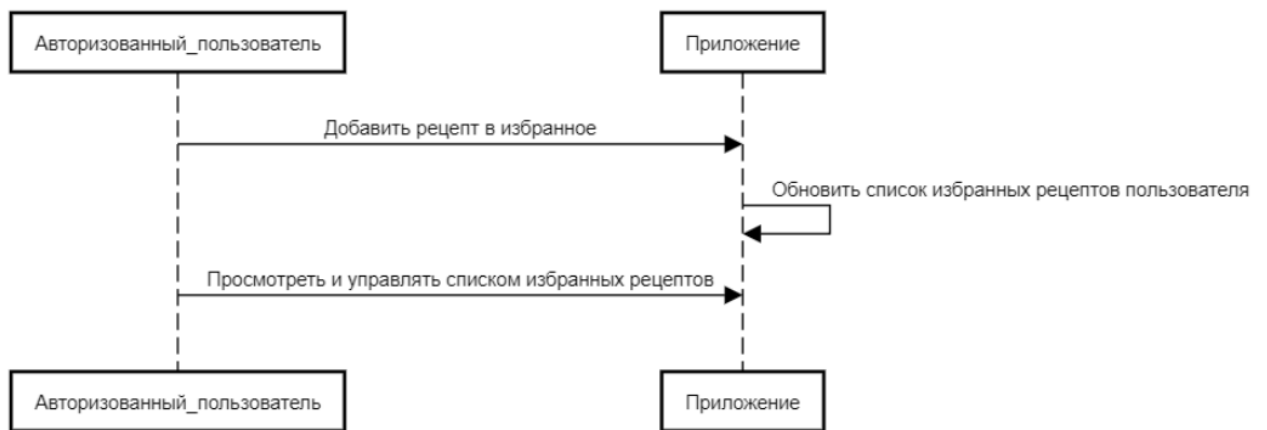 Авторизованный_пользователь
Приложение
Добавить рецепт в избранное
Обновить список избранных рецептов пользователя
Просмотреть и управлять списком избранных рецептов
Авторизованный_пользователь
Приложение